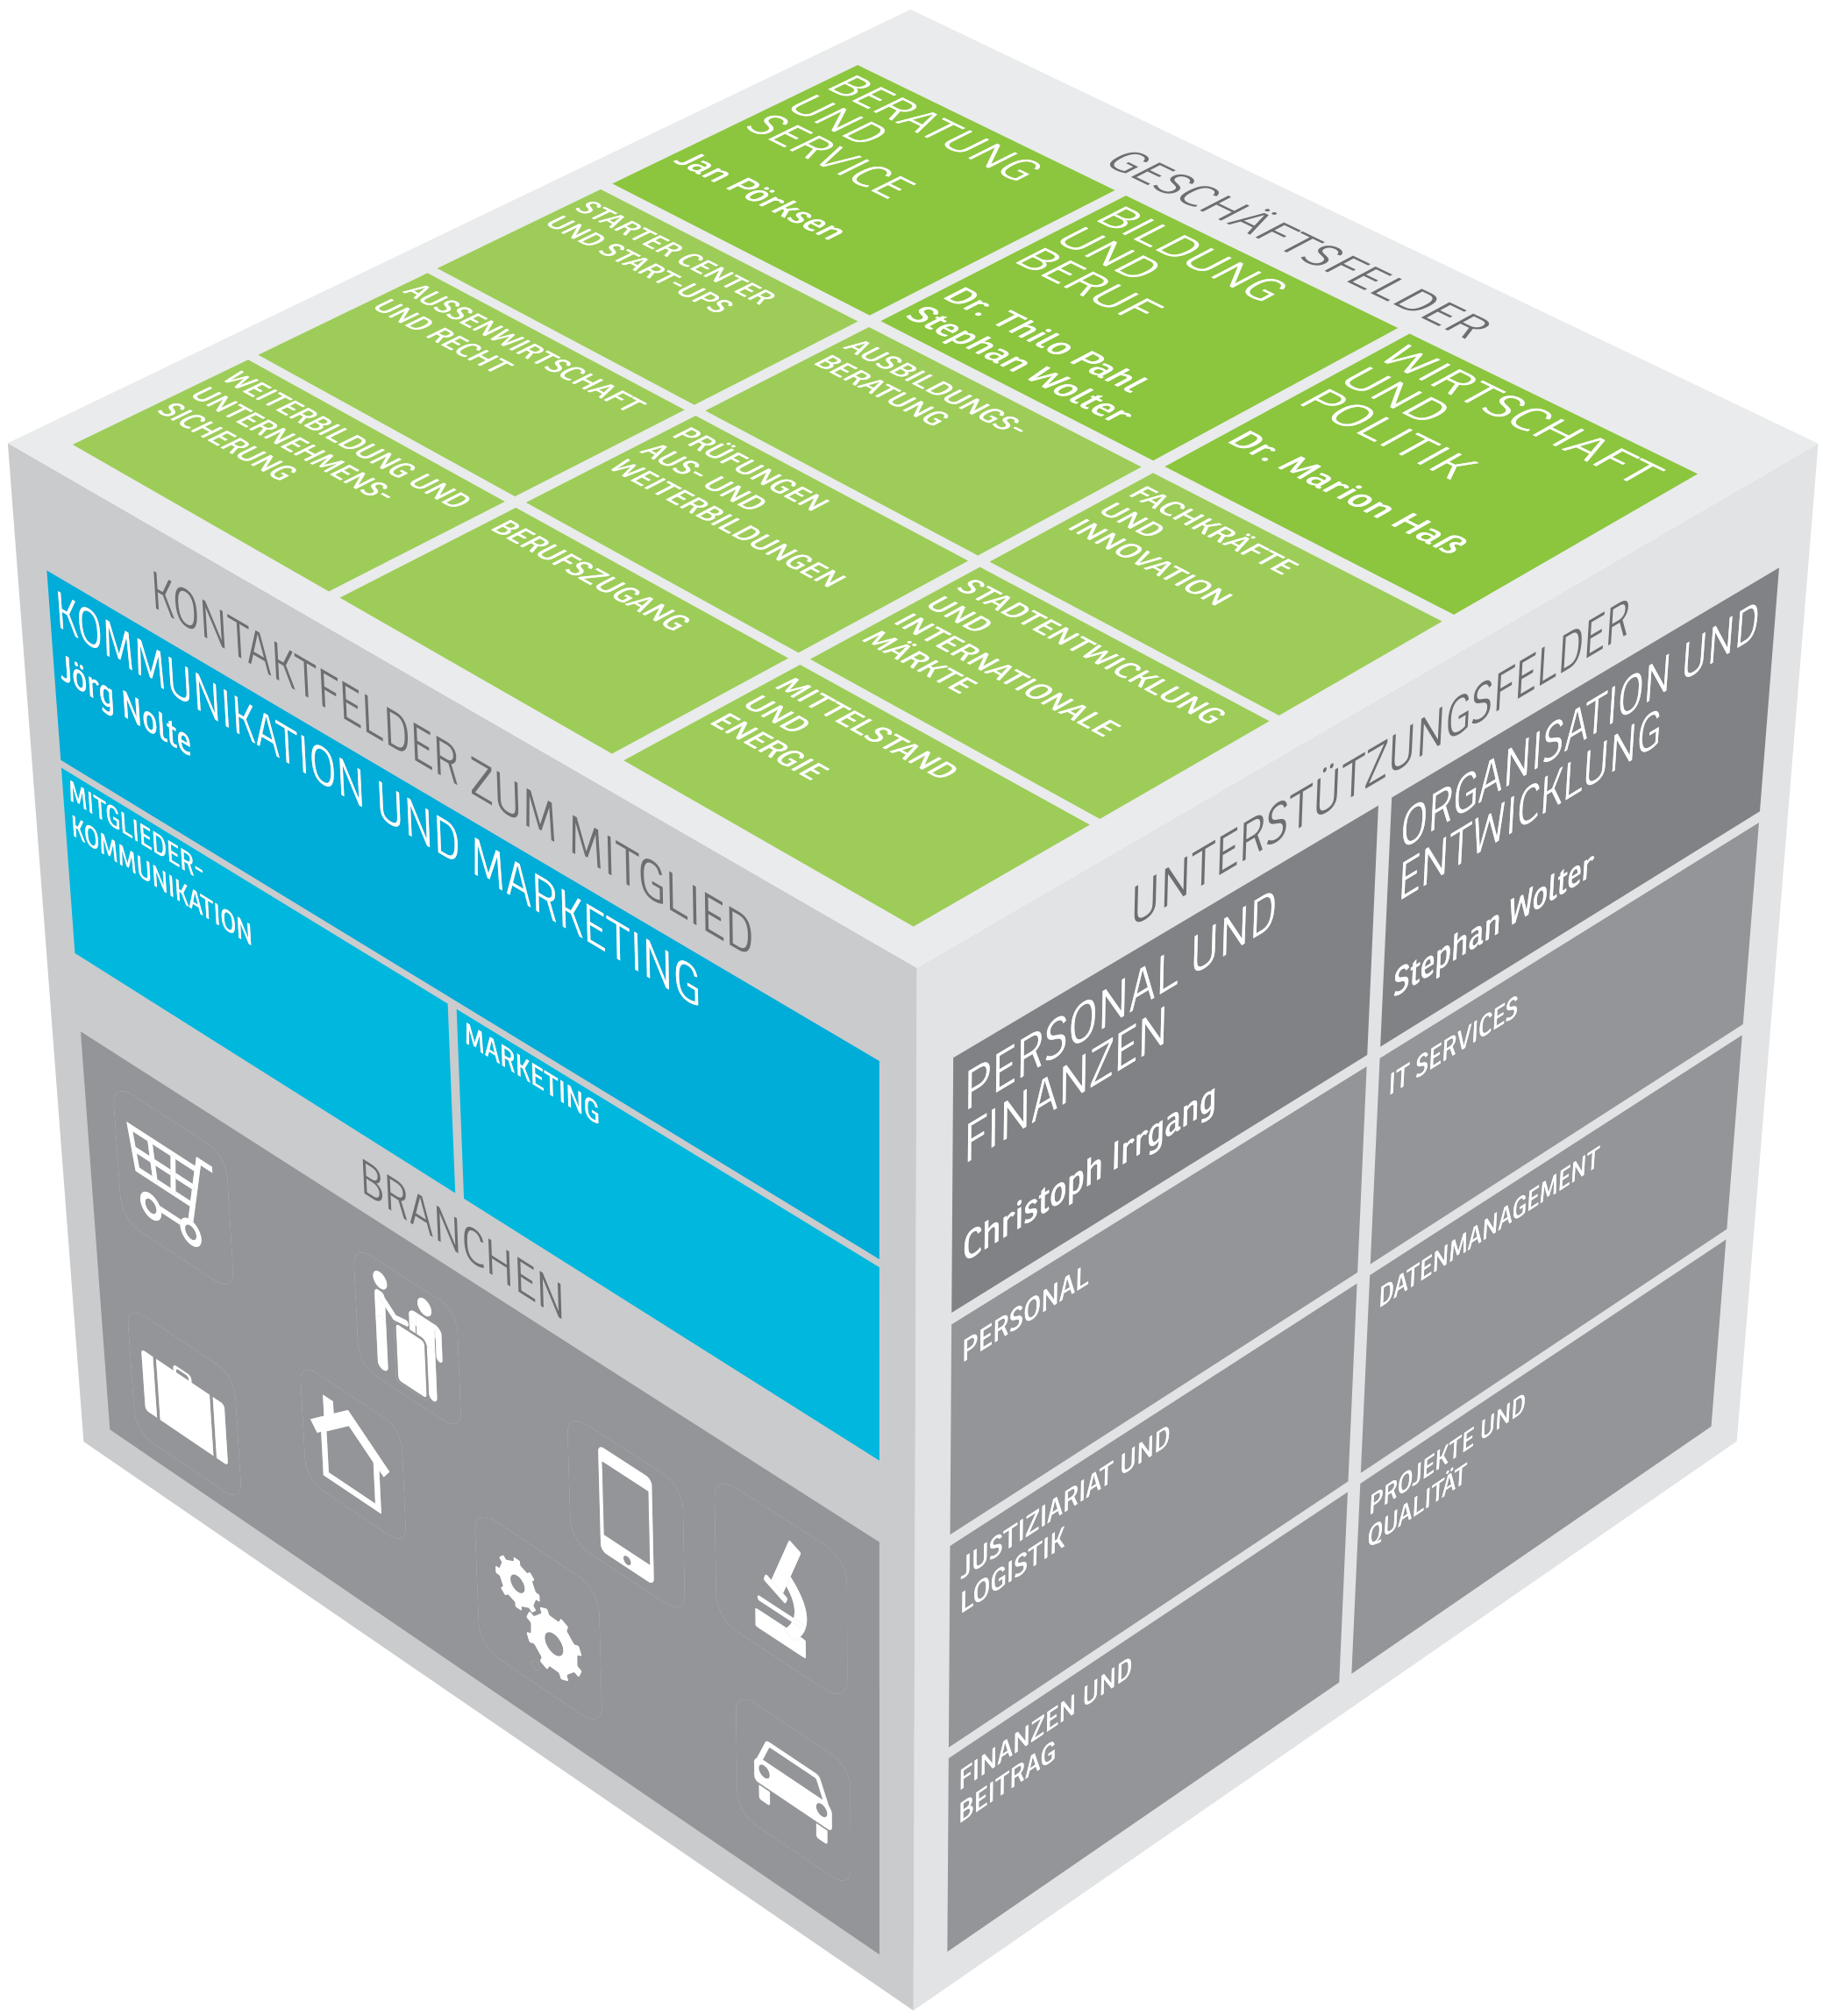 GESCHÄFTSFELDER
BERATUNG
UND
SERVICE
Jan Pörksen
STARTER CENTER
UND START-UPS
AUSSENWIRTSCHAFT
UND RECHT
WEITERBILDUNG UND
UNTERNEHMENS-
SICHERUNG
BILDUNG
UND
BERUF
Dr. Thilo Pahl
Stephan Wolter
AUSBILDUNGS-
BERATUNG
PRÜFUNGEN
AUS- UND
WEITERBILDUNGEN
BERUFSZUGANG
WIRTSCHAFT
UND
POLITIK
Dr. Marion Haß
FACHKRÄFTE
UND
INNOVATION
STADTENTWICKLUNG
UND
INTERNATIONALE
MÄRKTE
MITTELSTAND
UND
ENERGIE
KONTAKTFELDER ZUM MITGLIED
KOMMUNIKATION UND MARKETING
Jörg Nolte
MITGLIEDER-
KOMMUNIKATION
MARKETING
BRANCHEN
UNTERSTÜTZUNGSFELDER
PERSONAL UND
FINANZEN
Christoph Irrgang
PERSONAL
JUSTIZIARIAT UND
LOGISTIK
FINANZEN UND
BEITRAG
ORGANISATION UND
ENTWICKLUNG
Stephan Wolter
IT SERVICES
DATENMANAGEMENT
PROJEKTE UND
QUALITÄT